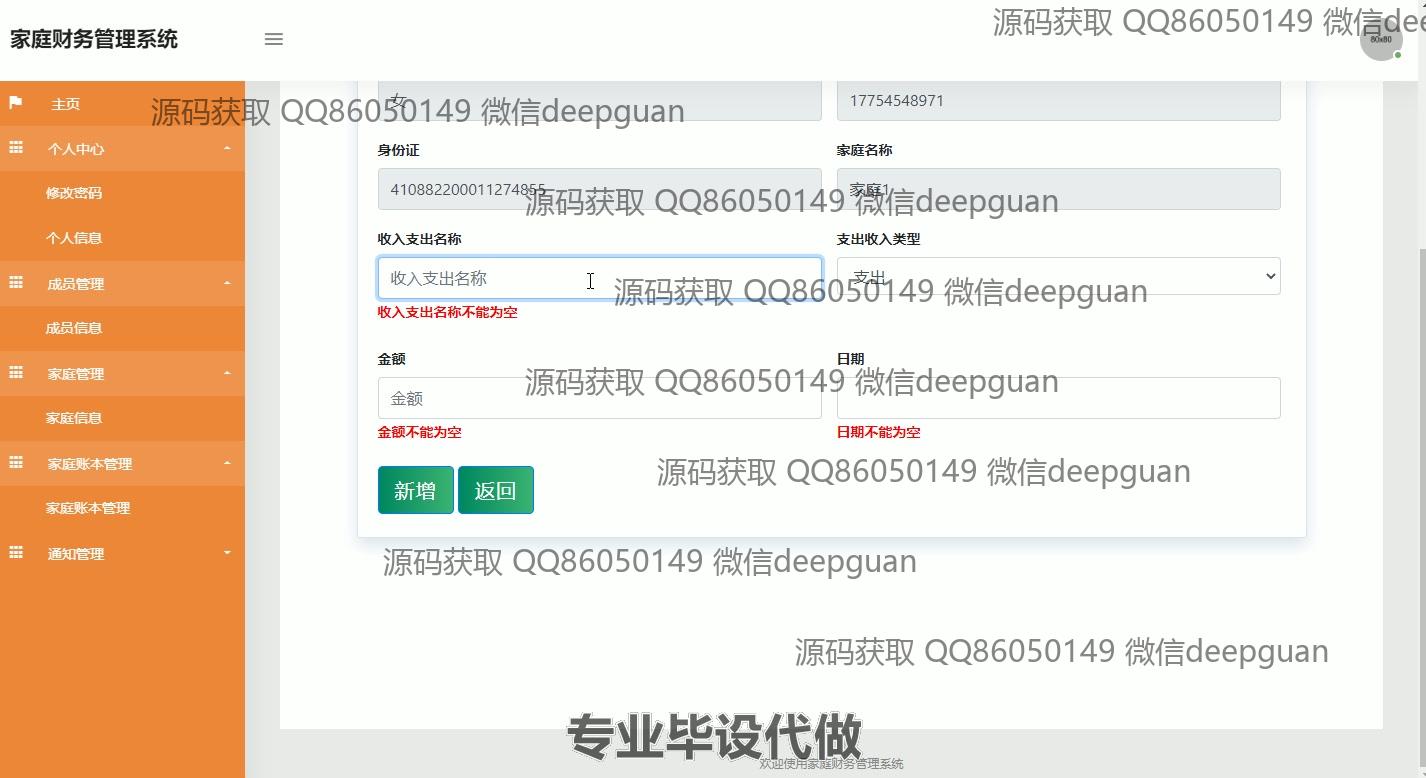 家庭财务管理系统
源码获取 QQ86050149 微信dee
80x80
主页
源码获取 QQ86050149 微信deepguan
女
17754548971
个人中心
身份证
家庭名称
修改密码
410882200011274855
家庭1
源码获取 QQ86050149 微信deepguan
个人信息
收入支出名称
支出收入类型
成员管理
收入支出名称
支出
源码获取 QQ86050149 微信deepguan
收入支出名称不能为空
成员信息
金额
日期
家庭管理
源码获取 QQ86050149 微信deepguan
金额
家庭信息
金额不能为空
日期不能为空
家庭账本管理
源码获取 QQ86050149 微信deepguan
新增
返回
家庭账本管理
通知管理
源码获取 QQ86050149 微信deepguan
源码获取 QQ86050149 微信deepguan
专业毕设代做
欢迎使用家庭财务管理系统